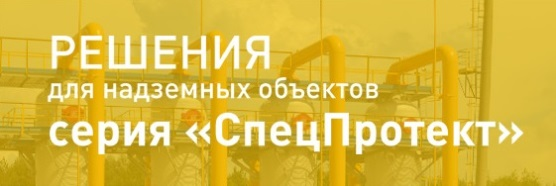 РЕШЕНИЯ
для надземных объектов
серия «СпецПротект»